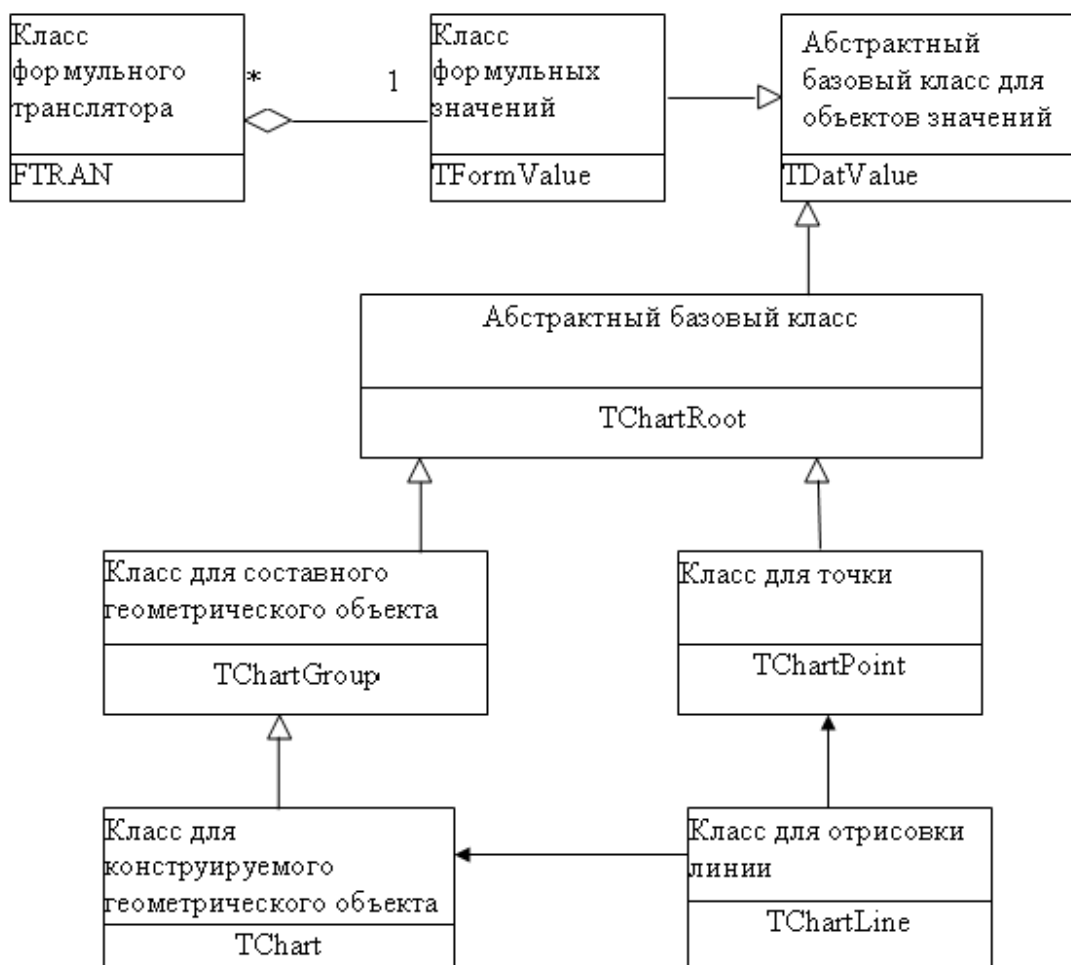 Класс
формульного
транслятора
*
FTRAN
1
Класс
формульных
значений
TFormValue
Абстрактный
базовый класс для
объектов значений
TDatValue
Абстрактный базовый класс
TChartRoot
Класс для составного
геометрического объекта
TChartGroup
Класс для точки
TChartPoint
Класс для
конструируемого
геометрического объекта
TChart
Класс для отрисовки
линии
TChartLine